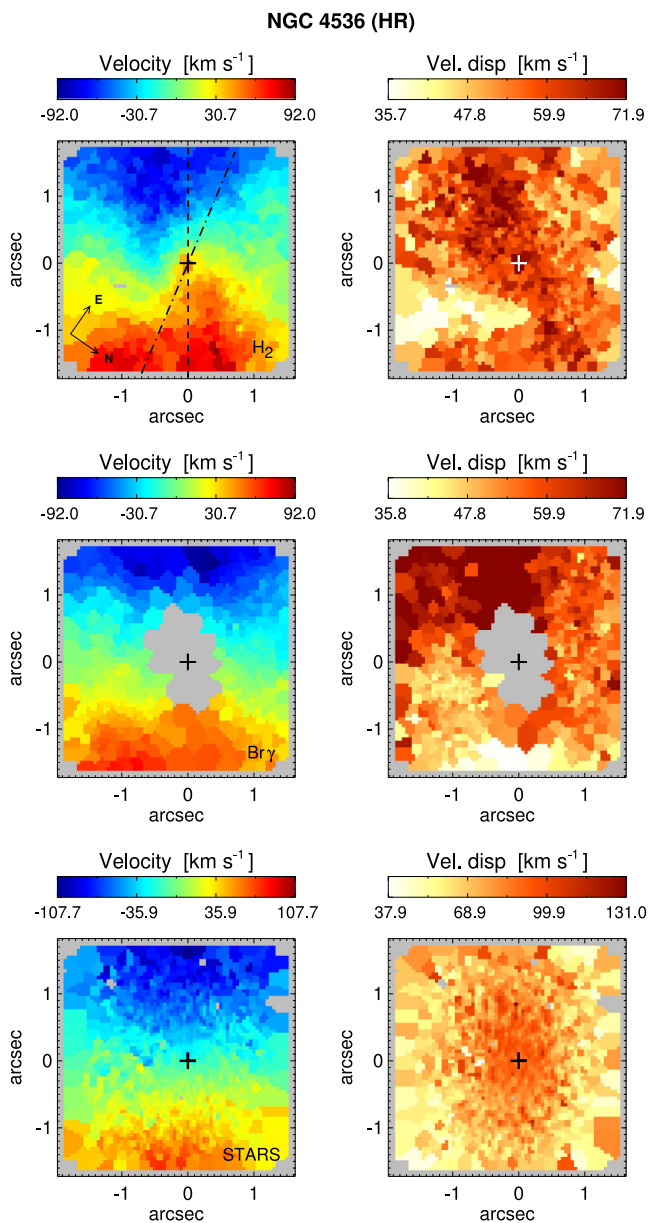 NGC 4536 (HR)
Velocity [km s⁻¹]
-92.0 -30.7 30.7 92.0
Vel. disp [km s⁻¹]
35.7 47.8 59.9 71.9
arcsec
1
0
-1
E
N
H₂
-1 0 1
arcsec
arcsec
1
0
-1
-1 0 1
arcsec
Velocity [km s⁻¹]
-92.0 -30.7 30.7 92.0
Vel. disp [km s⁻¹]
35.8 47.8 59.9 71.9
arcsec
1
0
-1
Brγ
-1 0 1
arcsec
arcsec
1
0
-1
-1 0 1
arcsec
Velocity [km s⁻¹]
-107.7 -35.9 35.9 107.7
Vel. disp [km s⁻¹]
37.9 68.9 99.9 131.0
arcsec
1
0
-1
STARS
-1 0 1
arcsec
arcsec
1
0
-1
-1 0 1
arcsec